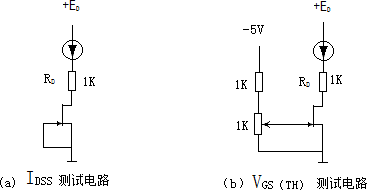 +E₀
R₀ 1K
(a) IDSS 测试电路
+E₀
-5V
1K R₀ 1K
1K
(b) VGS (TH) 测试电路